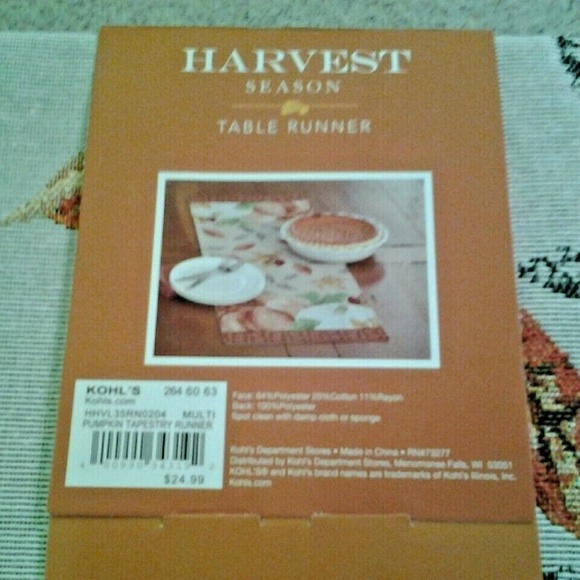 HARVEST
SEASON
TABLE RUNNER
KOHL'S 264 60 63
Kohls.com
HHVL35RN0204 MULTI
PUMPKIN TAPESTRY RUNNER
$24.99
Face: 64%Polyester 25%Cotton 11%Rayon
Back: 100%Polyester
Spot clean with damp cloth or sponge
Kohl's Department Stores • Made in China • RN#73277
Distributed by Kohl's Department Stores, Menomonee Falls, WI 53051
KOHL'S® and Kohl's brand names are trademarks of Kohl's Illinois, Inc.
Kohls.com